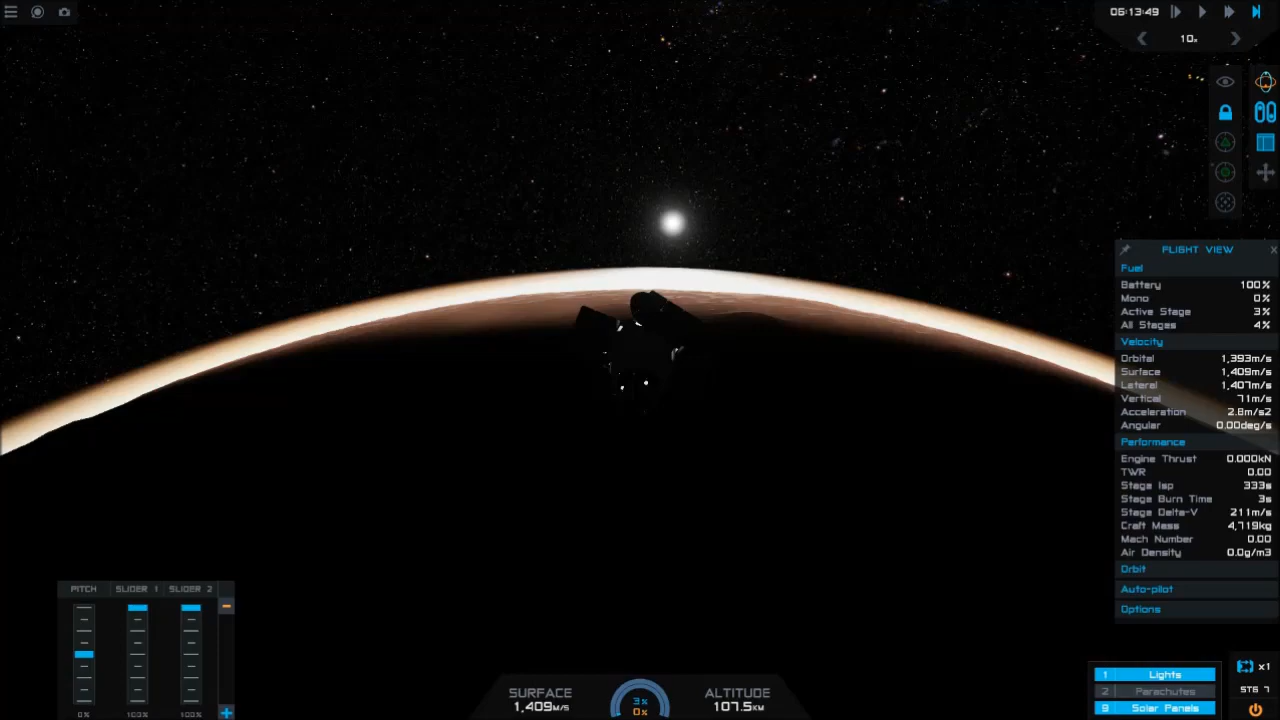 06:13:49
10x
FLIGHT VIEW
Fuel
Battery 100%
Mono 0%
Active Stage 3%
All Stages 4%
Velocity
Orbital 1,393m/s
Surface 1,409m/s
Lateral 1,407m/s
Vertical 71m/s
Acceleration 2.8m/s2
Angular 0.00deg/s
Performance
Engine Thrust 0.000kN
TWR 0.00
Stage Isp 333s
Stage Burn Time 3s
Stage Delta-V 211m/s
Craft Mass 4,719kg
Mach Number 0.00
Air Density 0.0g/m3
Orbit
Auto-pilot
Options
PITCH SLIDER 1 SLIDER 2
0% 100% 100%
SURFACE
1,409M/S
3%
0%
ALTITUDE
107.5KM
1 Lights
2 Parachutes
9 Solar Panels
x1
STG 7